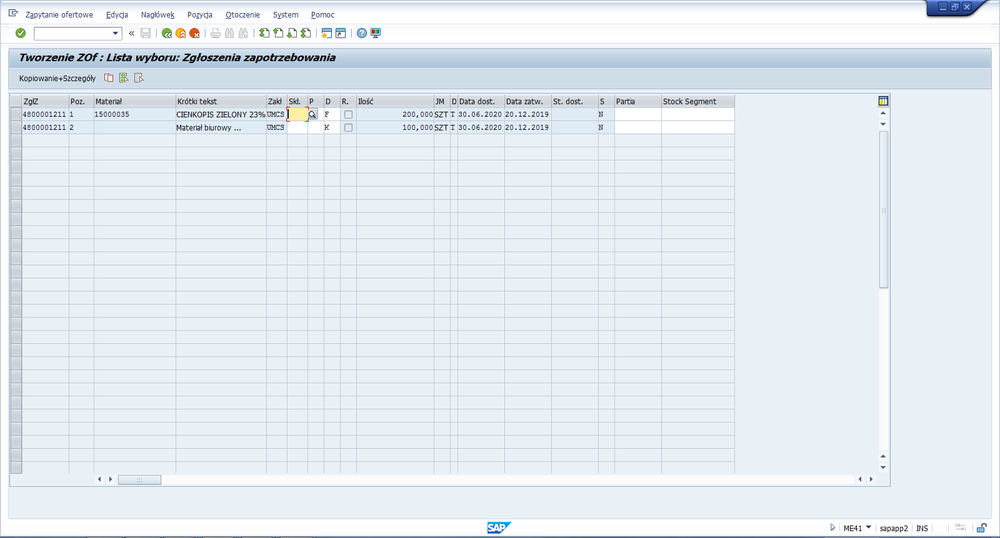 Zapytanie ofertowe Edycja Nagłówek Pozycja Otoczenie System Pomoc
«
Tworzenie ZOf : Lista wyboru: Zgłoszenia zapotrzebowania
Kopiowanie+Szczegóły
ZgłZ Poz. Materiał Krótki tekst Zakł Skł. P D R. Ilość JM D Data dost. Data zatw. St. dost. S Partia Stock Segment
4800001211 1 15000035 CIENKOPIS ZIELONY 23% UMCS F 200,000 SZT T 30.06.2020 20.12.2019 N
4800001211 2 Materiał biurowy ... UMCS K 100,000 SZT T 30.06.2020 20.12.2019 N
SAP ME41 sapapp2 INS